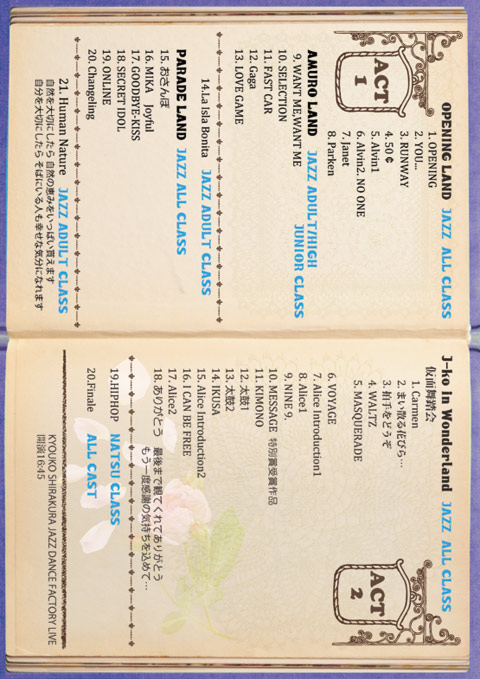 ACT
1
OPENING LAND JAZZ ALL CLASS
1. OPENING
2. YOU...
3. RUNWAY
4. 50 ¢
5. Alvin1
6. Alvin2. NO ONE
7. Janet
8. Parken
AMURO LAND JAZZ ADULT/HIGH
JUNIOR CLASS
9. WANT ME,WANT ME
10. SELECTION
11. FAST CAR
12. Gaga
13. LOVE GAME
14.La Isla Bonita JAZZ ADULT CLASS
PARADE LAND JAZZ ALL CLASS
15. おさんぽ
16. MIKA Joyful
17. GOODBYE-KISS
18. SECRET IDOL
19. ONLINE
20. Changeling
21. Human Nature JAZZ ADULT CLASS
自然を大切にしたら 自然の恵みをいっぱい貰えます
自分を大切にしたら そばにいる人も幸せな気分になれます
ACT
2
J-ko In Wonderland JAZZ ALL CLASS
仮面舞踏会
1. Carmen
2. まい散る花びら…
3. 拍手をどうぞ
4. WALTZ
5. MASQUERADE
6. VOYAGE
7. Alice Introduction1
8. Alice1
9. NINE 9,
10. MESSAGE 特別賞受賞作品
11. KIMONO
12. 太鼓1
13. 太鼓2
14. IKUSA
15. Alice Introduction2
16. I CAN BE FREE
17. Alice2
18. ありがとう 最後まで観てくれてありがとう
もう一度感謝の気持ちを込めて…
19.HIPHOP NATSU CLASS
20.Finale ALL CAST
KYOUKO SHIRAKURA JAZZ DANCE FACTORY LIVE
開演16:45